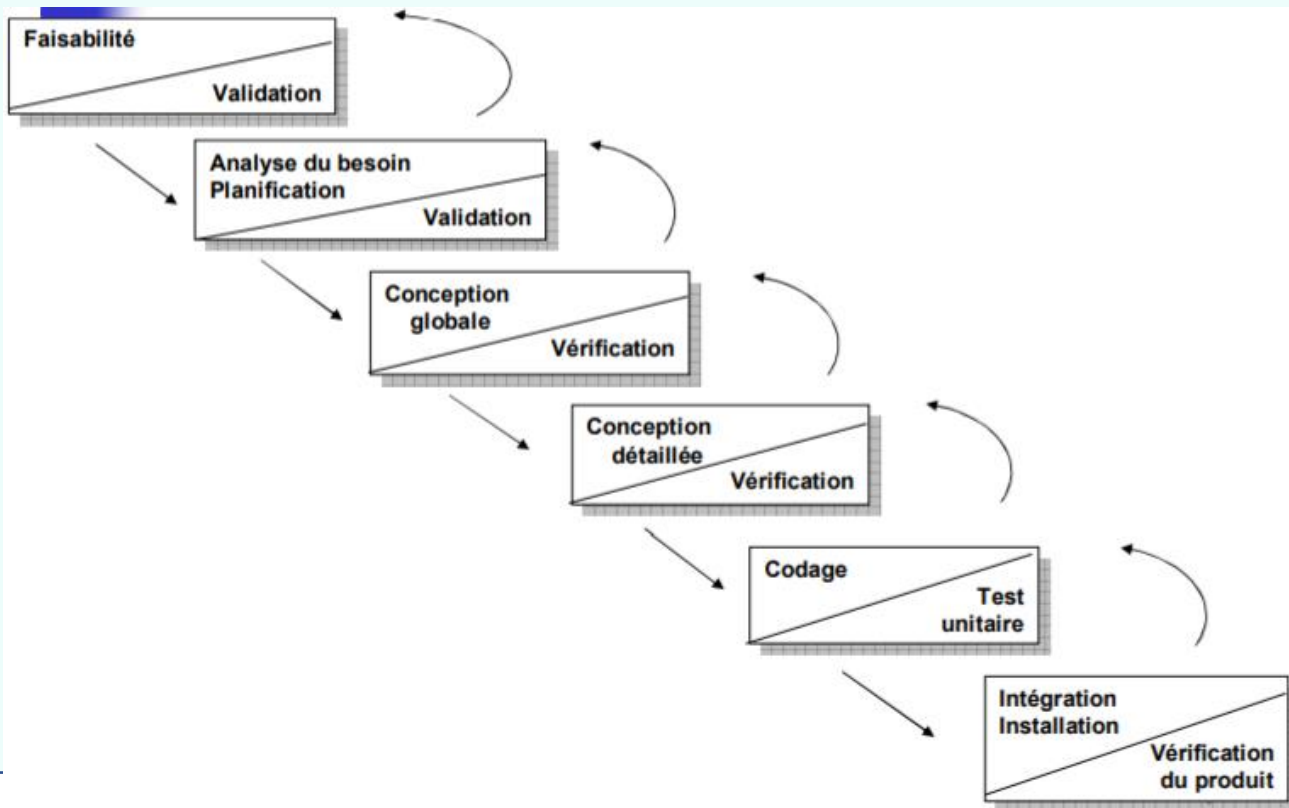 Faisabilité
Validation
Analyse du besoin
Planification
Validation
Conception
globale
Vérification
Conception
détaillée
Vérification
Codage
Test
unitaire
Intégration
Installation
Vérification
du produit